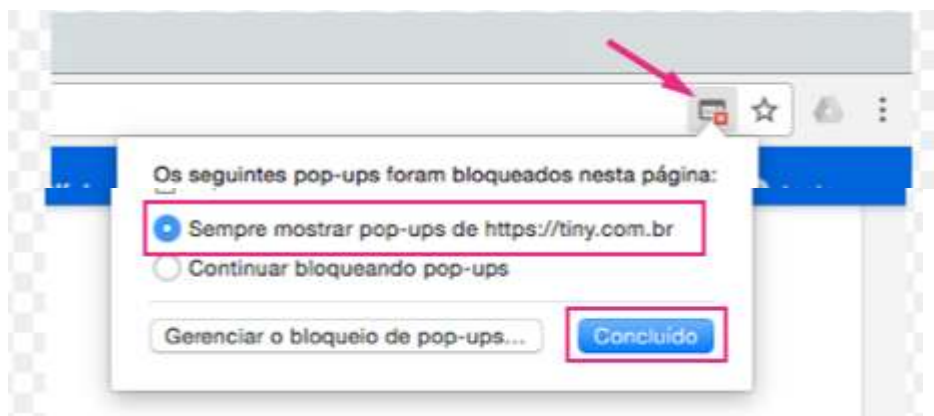 Os seguintes pop-ups foram bloqueados nesta página:
Sempre mostrar pop-ups de https://tiny.com.br
Continuar bloqueando pop-ups
Gerenciar o bloqueio de pop-ups... Concluído